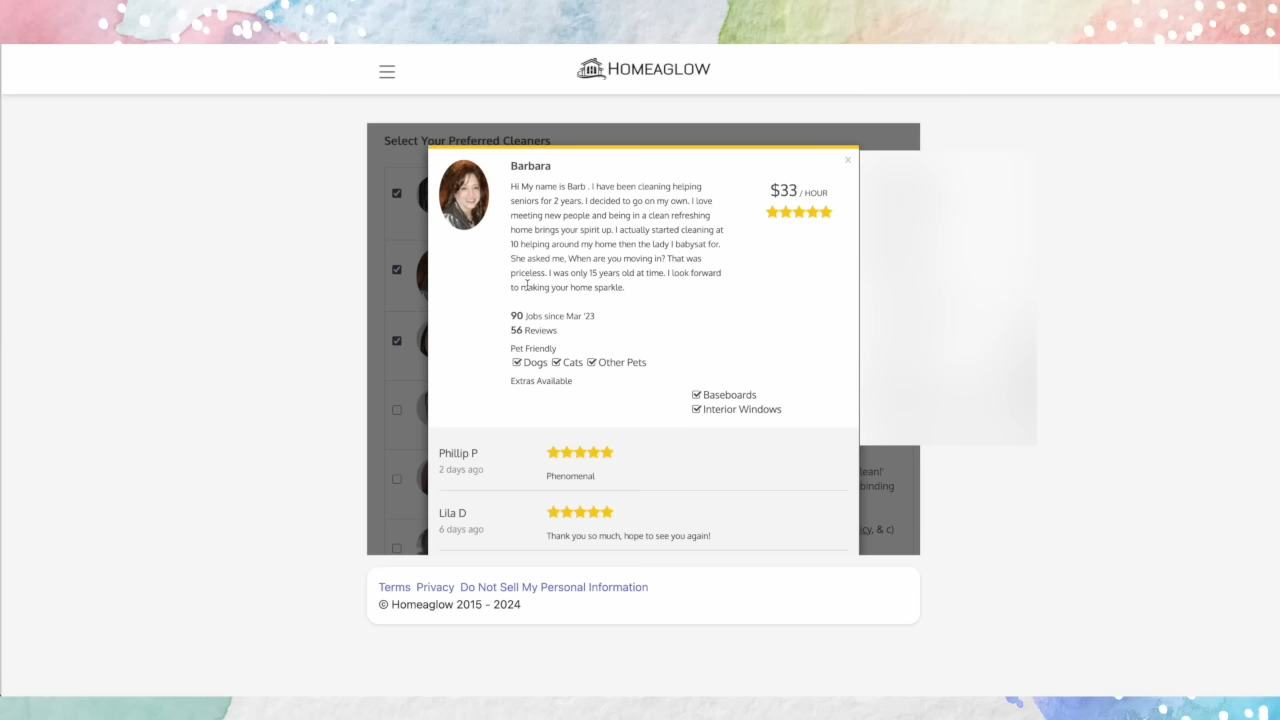 HOMEAGLOW
Select Your Preferred Cleaners
x
Barbara
Hi My name is Barb . I have been cleaning helping
seniors for 2 years. I decided to go on my own. I love
meeting new people and being in a clean refreshing
home brings your spirit up. I actually started cleaning at
10 helping around my home then the lady I babysat for.
She asked me, When are you moving in? That was
priceless. I was only 15 years old at time. I look forward
to making your home sparkle.
$33 / HOUR
90 Jobs since Mar '23
56 Reviews
Pet Friendly
Dogs Cats Other Pets
Extras Available
Baseboards
Interior Windows
Phillip P
2 days ago
Phenomenal
Lila D
6 days ago
Thank you so much, hope to see you again!
lean!'
binding
icy, & c)
Terms Privacy Do Not Sell My Personal Information
© Homeaglow 2015 - 2024